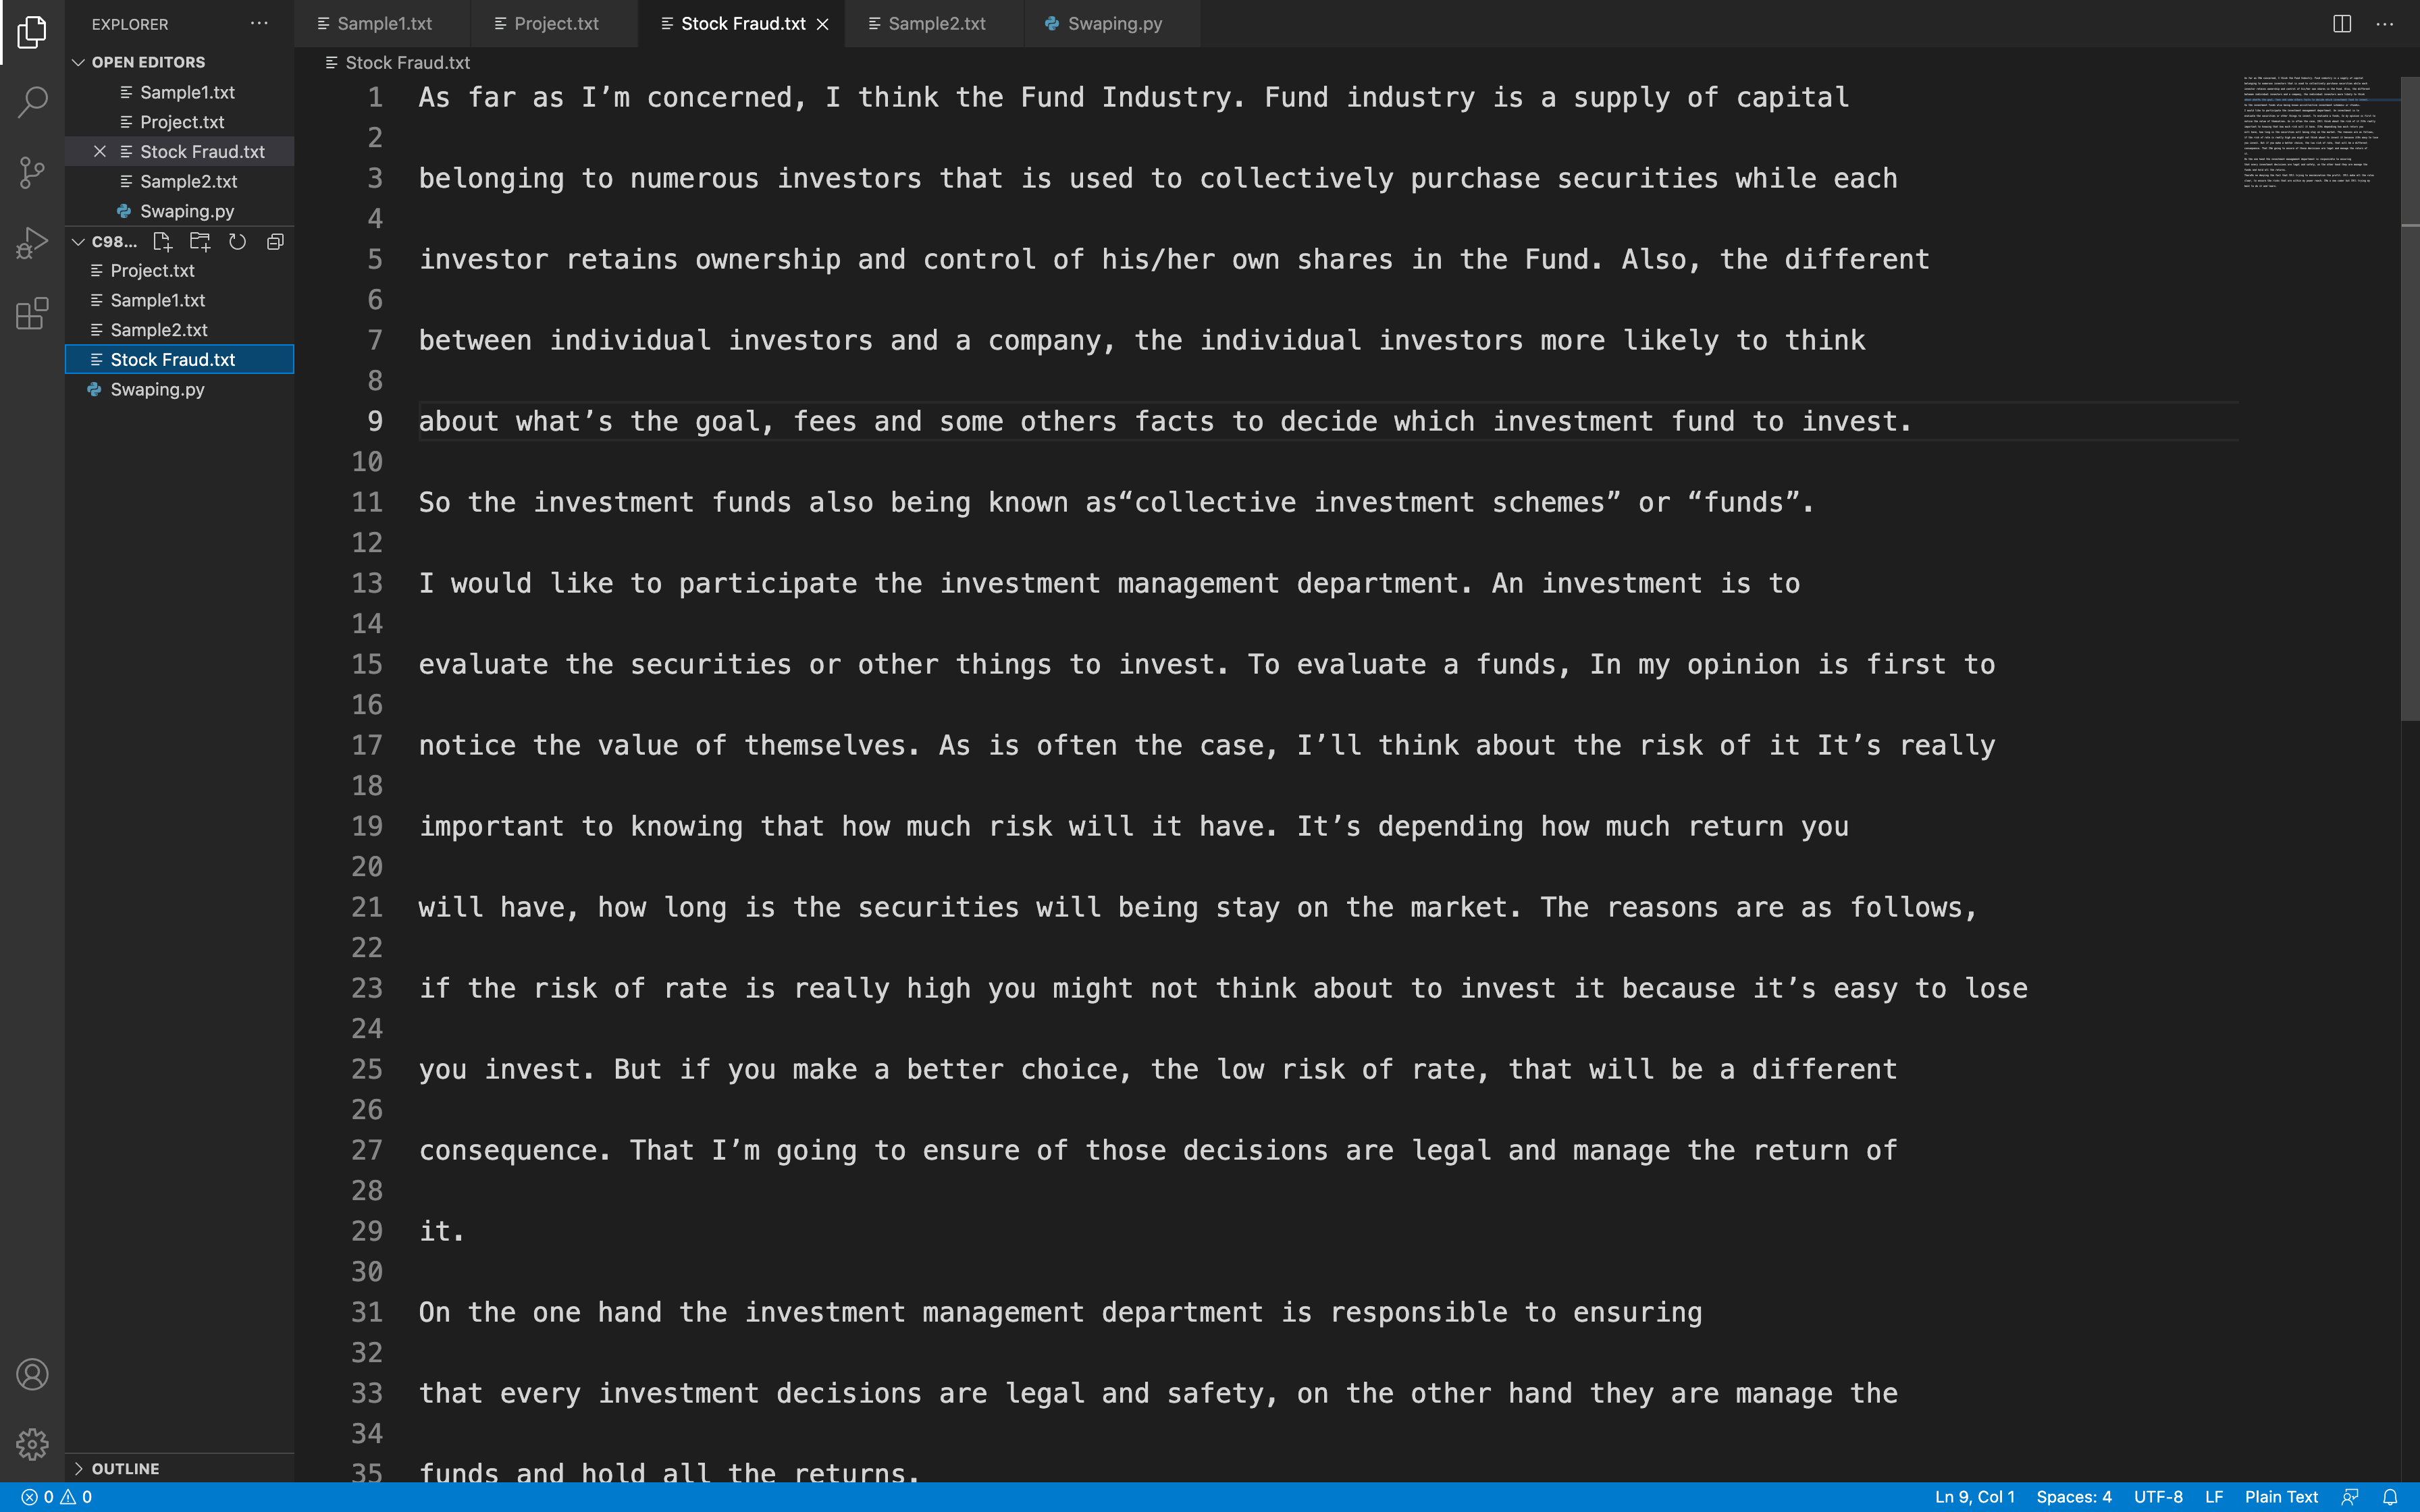 EXPLORER
Sample1.txt
Project.txt
Stock Fraud.txt
Sample2.txt
Swaping.py
OPEN EDITORS
Sample1.txt
Project.txt
Stock Fraud.txt
Sample2.txt
Swaping.py
C98...
Project.txt
Sample1.txt
Sample2.txt
Stock Fraud.txt
Swaping.py
OUTLINE
Stock Fraud.txt
1 As far as I’m concerned, I think the Fund Industry. Fund industry is a supply of capital
2
3 belonging to numerous investors that is used to collectively purchase securities while each
4
5 investor retains ownership and control of his/her own shares in the Fund. Also, the different
6
7 between individual investors and a company, the individual investors more likely to think
8
9 about what’s the goal, fees and some others facts to decide which investment fund to invest.
10
11 So the investment funds also being known as“collective investment schemes” or “funds”.
12
13 I would like to participate the investment management department. An investment is to
14
15 evaluate the securities or other things to invest. To evaluate a funds, In my opinion is first to
16
17 notice the value of themselves. As is often the case, I’ll think about the risk of it It’s really
18
19 important to knowing that how much risk will it have. It’s depending how much return you
20
21 will have, how long is the securities will being stay on the market. The reasons are as follows,
22
23 if the risk of rate is really high you might not think about to invest it because it’s easy to lose
24
25 you invest. But if you make a better choice, the low risk of rate, that will be a different
26
27 consequence. That I’m going to ensure of those decisions are legal and manage the return of
28
29 it.
30
31 On the one hand the investment management department is responsible to ensuring
32
33 that every investment decisions are legal and safety, on the other hand they are manage the
34
35 funds and hold all the returns.
0 0
Ln 9, Col 1 Spaces: 4 UTF-8 LF Plain Text